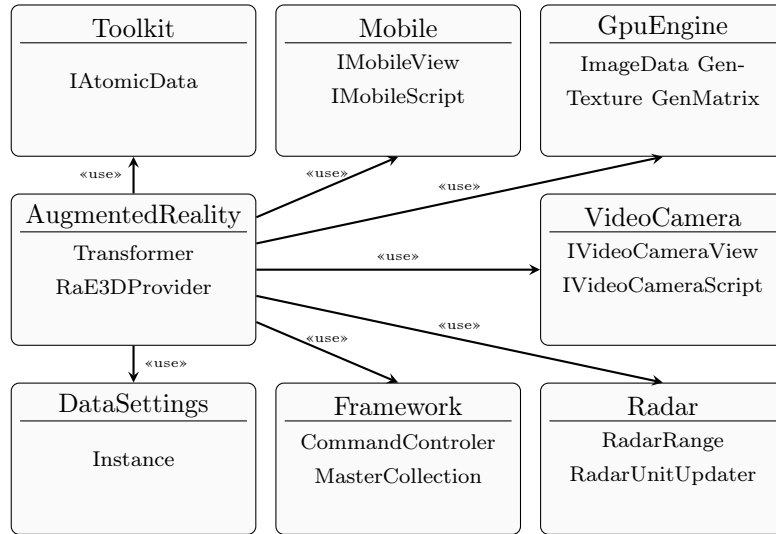 Toolkit
IAtomicData
Mobile
IMobileView
IMobileScript
GpuEngine
ImageData Gen-
Texture GenMatrix
«use»
«use»
«use»
AugmentedReality
Transformer
RaE3DProvider
«use»
VideoCamera
IVideoCameraView
IVideoCameraScript
«use»
«use»
«use»
DataSettings
Instance
Framework
CommandControler
MasterCollection
Radar
RadarRange
RadarUnitUpdater